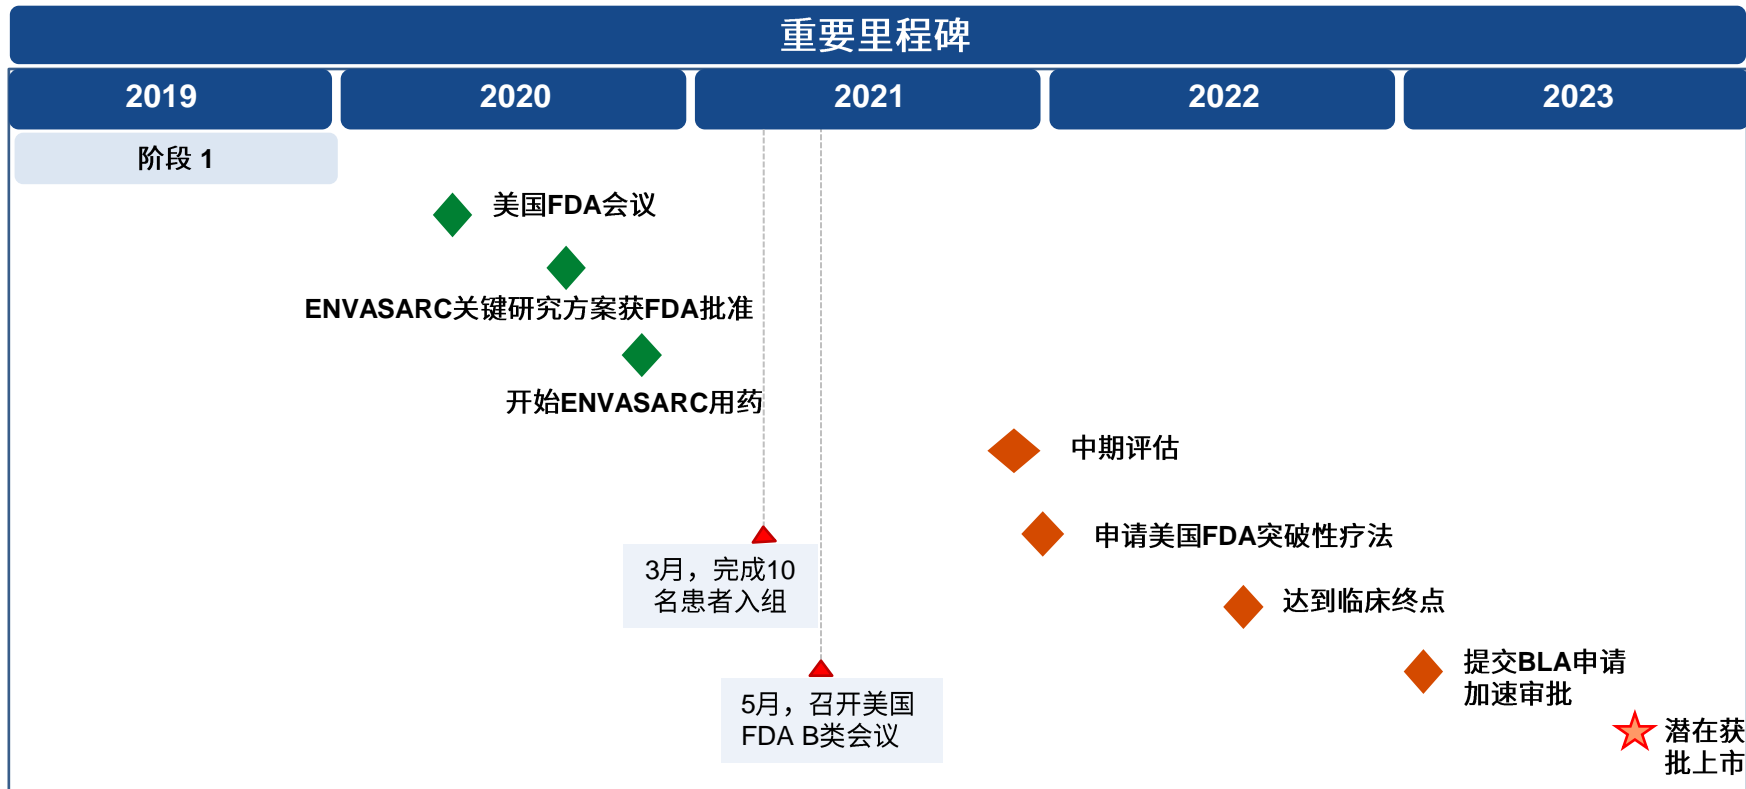 重要里程碑
2019
2020
2021
2022
2023
阶段 1
美国FDA会议
ENVASARC关键研究方案获FDA批准
开始ENVASARC用药
中期评估
申请美国FDA突破性疗法
3月，完成10
名患者入组
达到临床终点
5月，召开美国
FDA B类会议
提交BLA申请
加速审批
潜在获
批上市